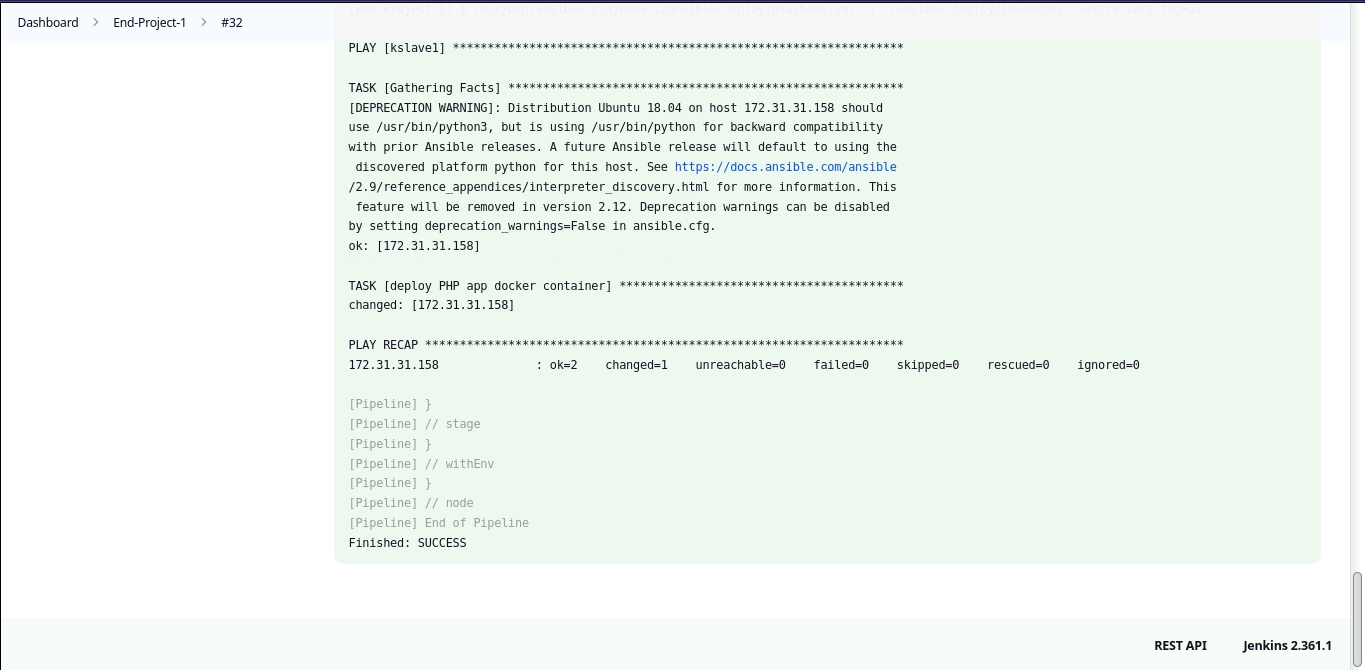 Dashboard > End-Project-1 > #32
PLAY [kslave1] *****************************************************************
TASK [Gathering Facts] *********************************************************
[DEPRECATION WARNING]: Distribution Ubuntu 18.04 on host 172.31.31.158 should
use /usr/bin/python3, but is using /usr/bin/python for backward compatibility
with prior Ansible releases. A future Ansible release will default to using the
discovered platform python for this host. See https://docs.ansible.com/ansible
/2.9/reference_appendices/interpreter_discovery.html for more information. This
feature will be removed in version 2.12. Deprecation warnings can be disabled
by setting deprecation_warnings=False in ansible.cfg.
ok: [172.31.31.158]
TASK [deploy PHP app docker container] *****************************************
changed: [172.31.31.158]
PLAY RECAP *********************************************************************
172.31.31.158 : ok=2 changed=1 unreachable=0 failed=0 skipped=0 rescued=0 ignored=0
[Pipeline] }
[Pipeline] // stage
[Pipeline] }
[Pipeline] // withEnv
[Pipeline] }
[Pipeline] // node
[Pipeline] End of Pipeline
Finished: SUCCESS
REST API Jenkins 2.361.1